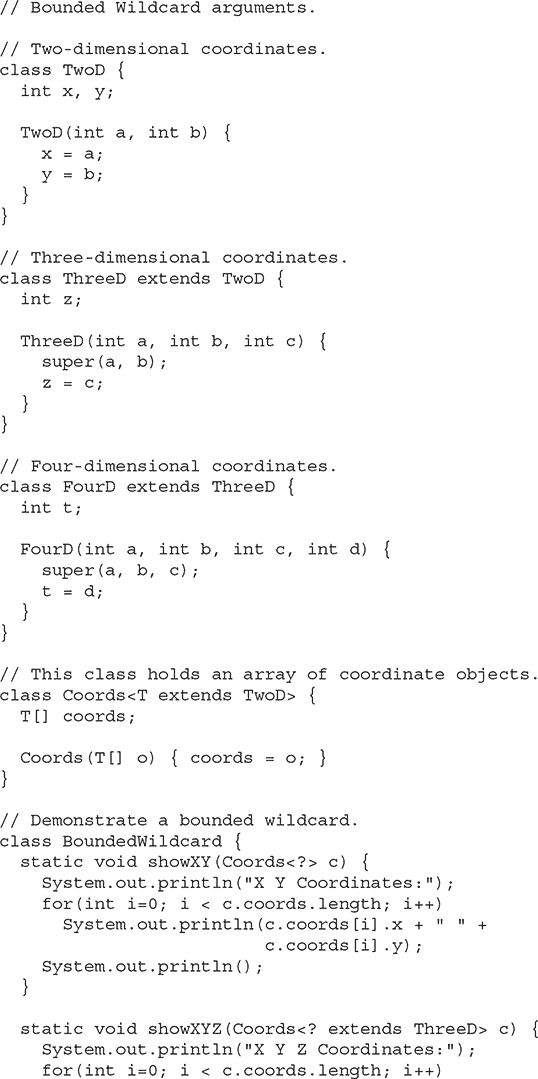 // Bounded Wildcard arguments.

// Two-dimensional coordinates.
class TwoD {
  int x, y;

  TwoD(int a, int b) {
    x = a;
    y = b;
  }
}

// Three-dimensional coordinates.
class ThreeD extends TwoD {
  int z;

  ThreeD(int a, int b, int c) {
    super(a, b);
    z = c;
  }
}

// Four-dimensional coordinates.
class FourD extends ThreeD {
  int t;

  FourD(int a, int b, int c, int d) {
    super(a, b, c);
    t = d;
  }
}

// This class holds an array of coordinate objects.
class Coords<T extends TwoD> {
  T[] coords;

  Coords(T[] o) { coords = o; }
}

// Demonstrate a bounded wildcard.
class BoundedWildcard {
  static void showXY(Coords<?> c) {
    System.out.println("X Y Coordinates:");
    for(int i=0; i < c.coords.length; i++)
      System.out.println(c.coords[i].x + " " +
                         c.coords[i].y);
    System.out.println();
  }

  static void showXYZ(Coords<? extends ThreeD> c) {
    System.out.println("X Y Z Coordinates:");
    for(int i=0; i < c.coords.length; i++)